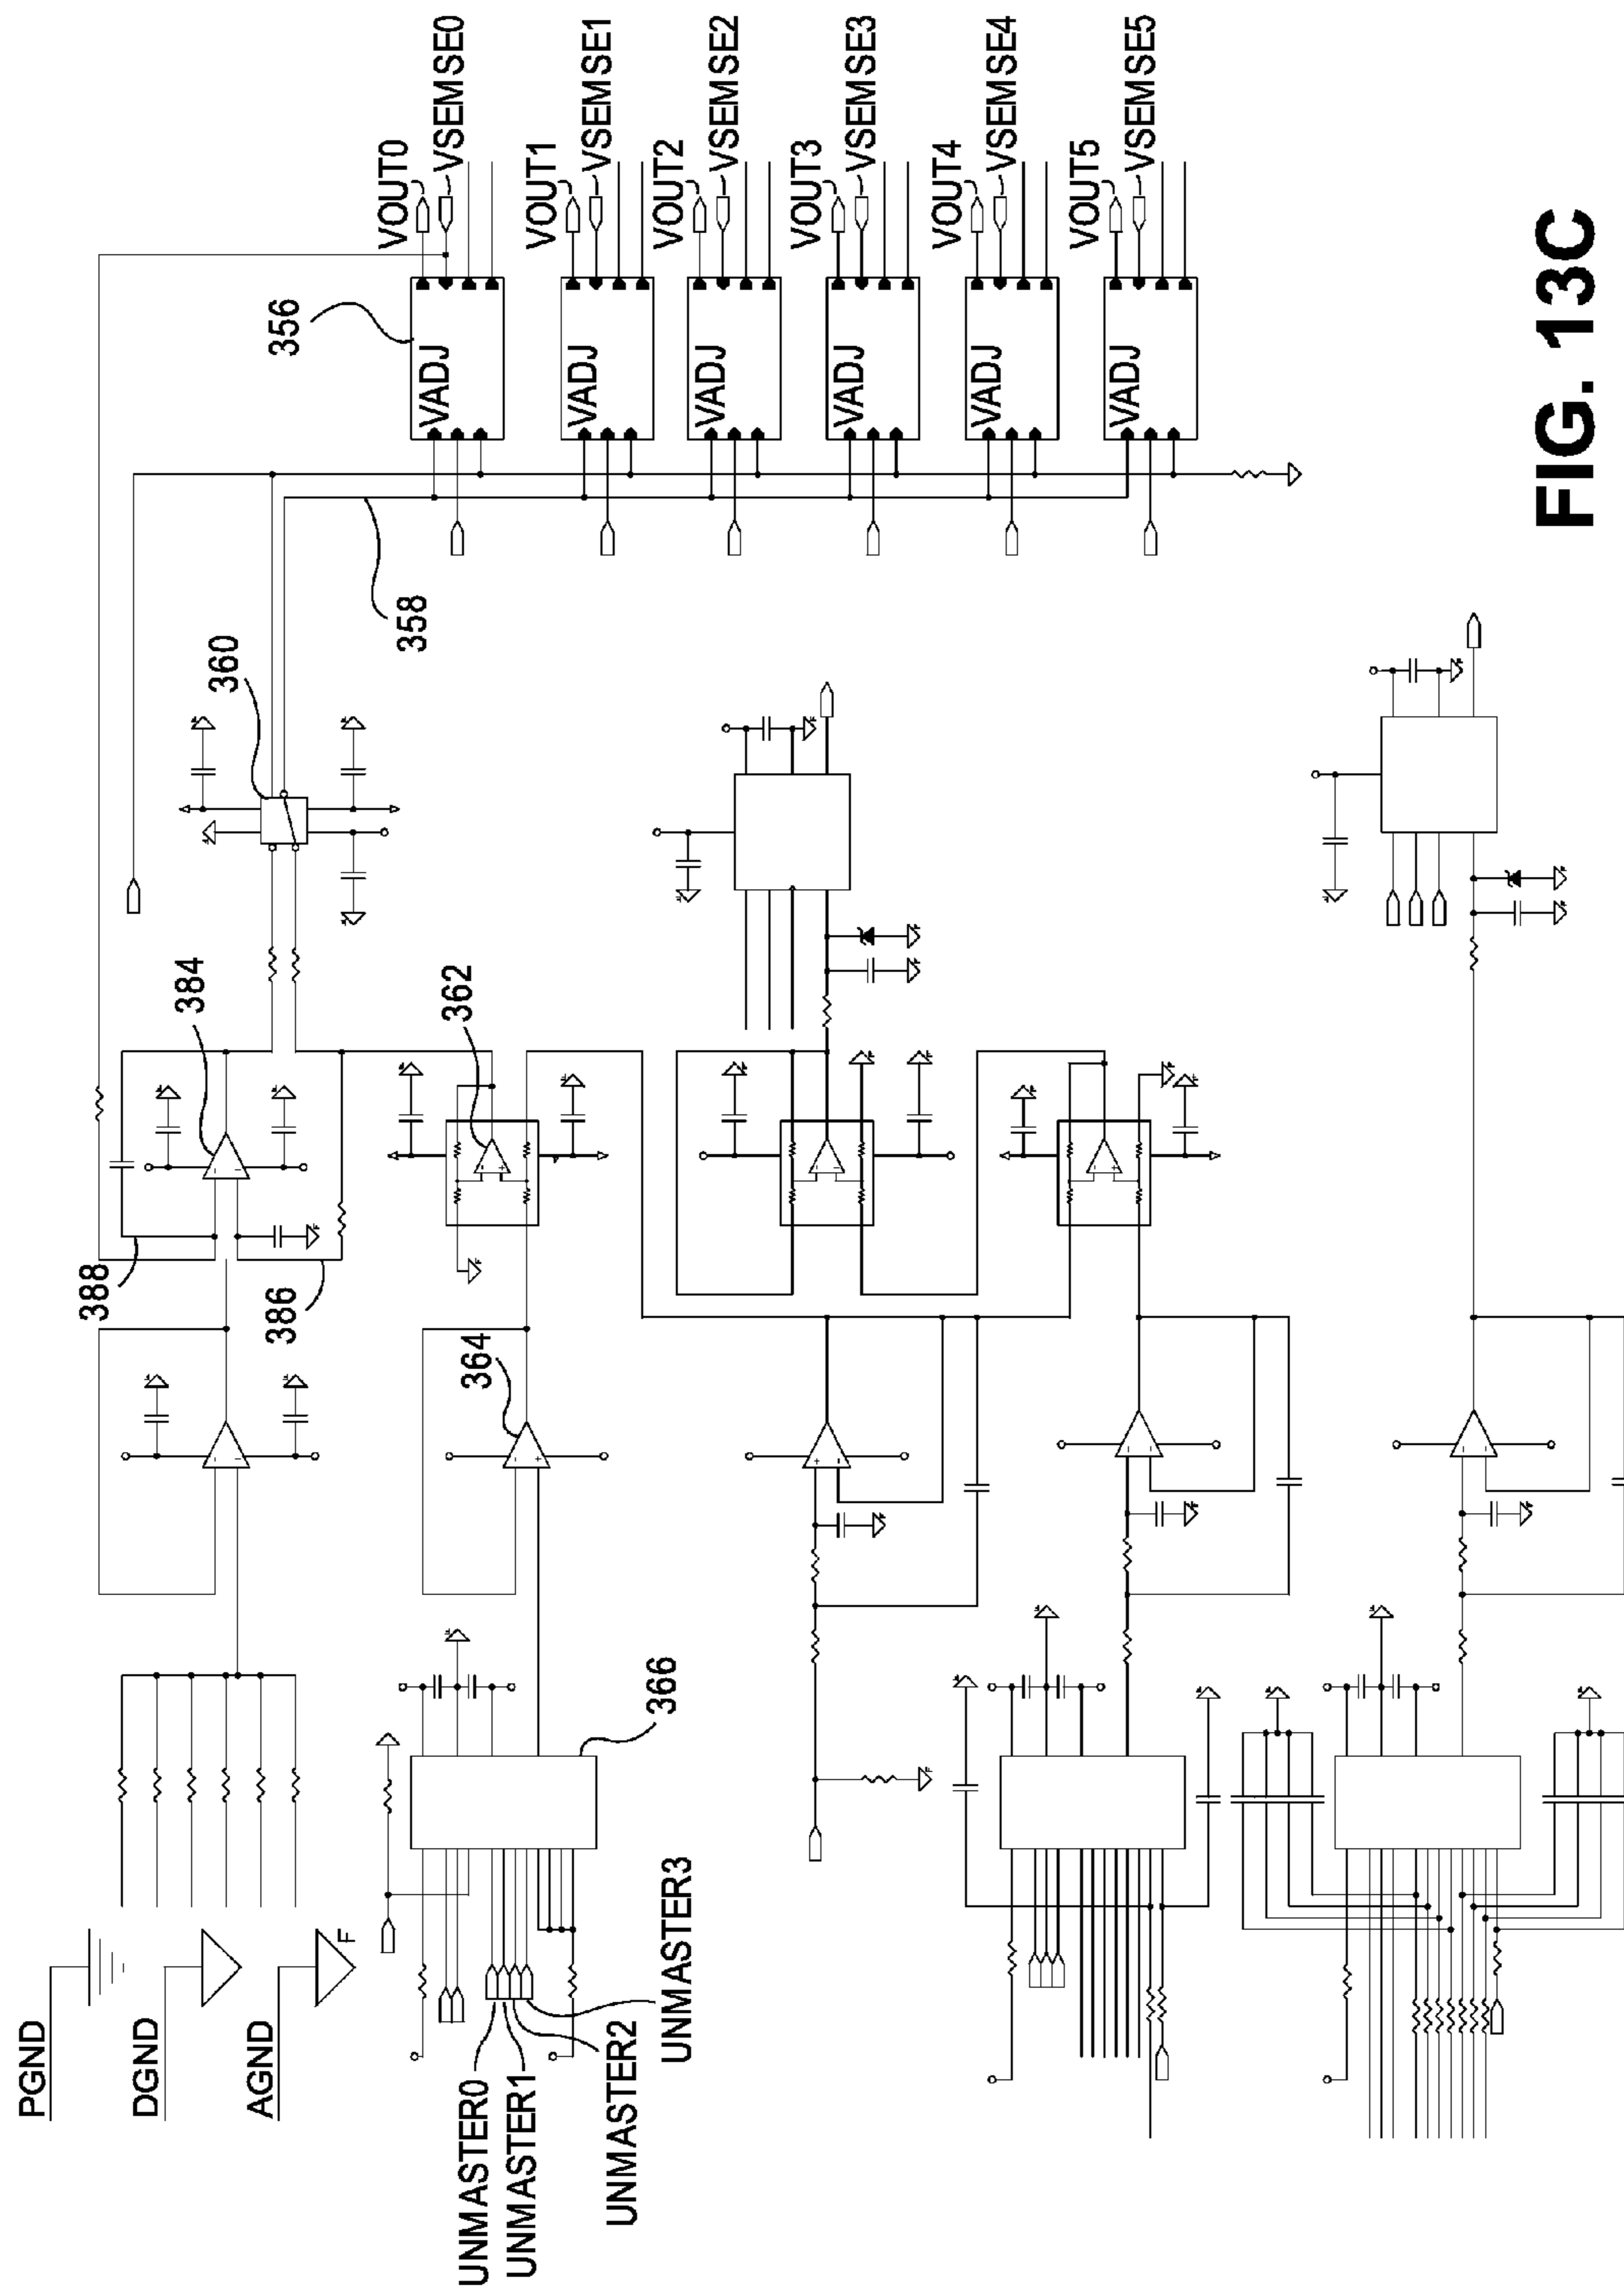 PGND
DGND
AGND
F
388
384
386
360
358
356
VADJ
VOUT0
VSEMSE0
VADJ
VOUT1
VSEMSE1
VADJ
VOUT2
VSEMSE2
VADJ
VOUT3
VSEMSE3
VADJ
VOUT4
VSEMSE4
VADJ
VOUT5
VSEMSE5
362
364
366
UNMASTER0
UNMASTER1
UNMASTER2
UNMASTER3
FIG. 13C